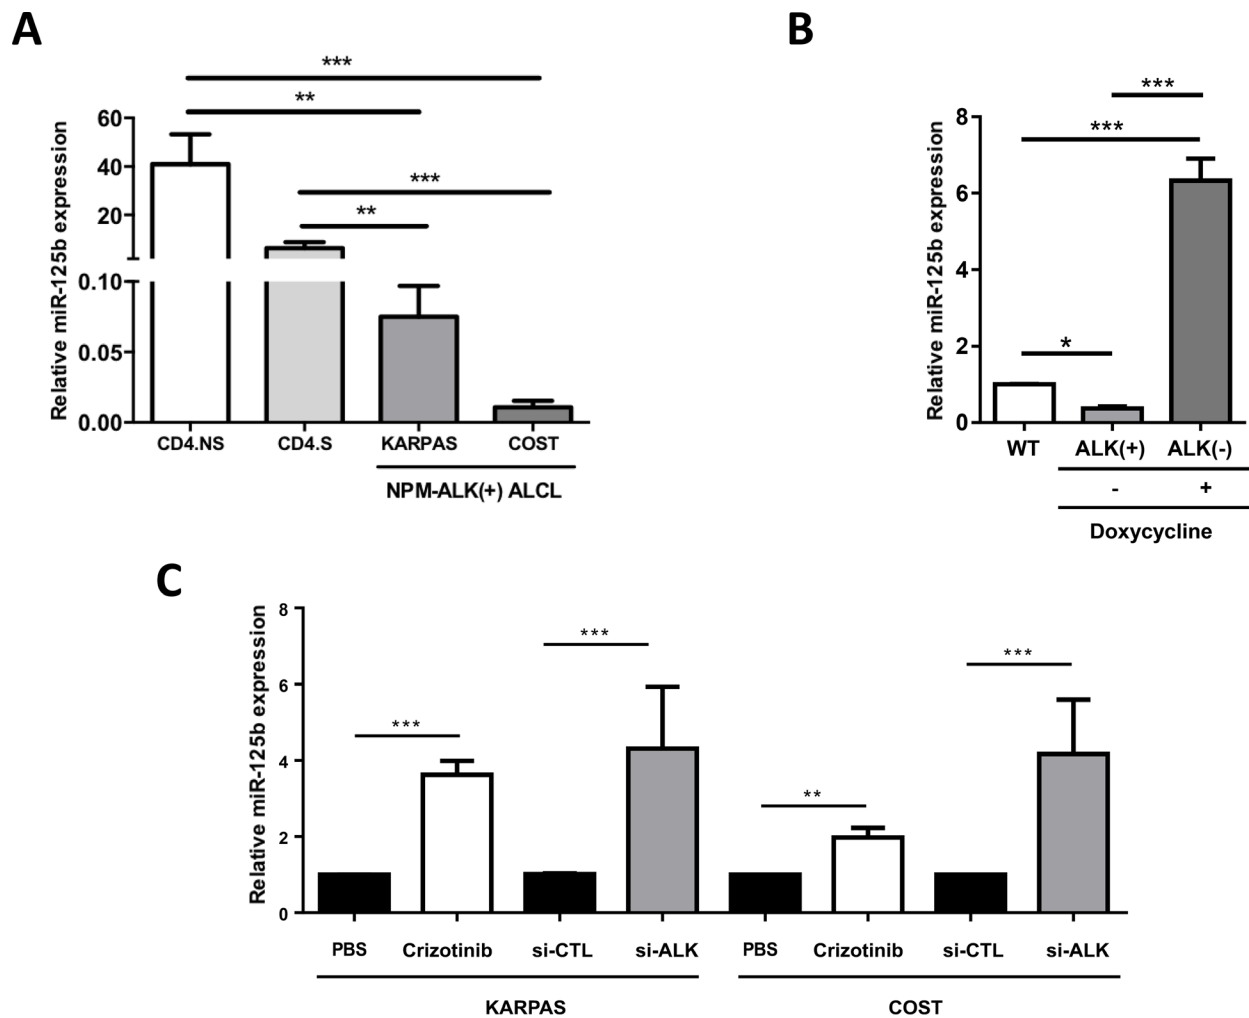 A
Relative miR-125b expression
***
**
***
**
60
40
20
0.10
0.05
0.00
CD4.NS CD4.S KARPAS COST
NPM-ALK(+) ALCL
B
Relative miR-125b expression
***
***
*
8
6
4
2
0
WT ALK(+) ALK(-)
- +
Doxycycline
C
Relative miR-125b expression
8
6
4
2
0
***
***
**
***
PBS Crizotinib si-CTL si-ALK PBS Crizotinib si-CTL si-ALK
KARPAS COST